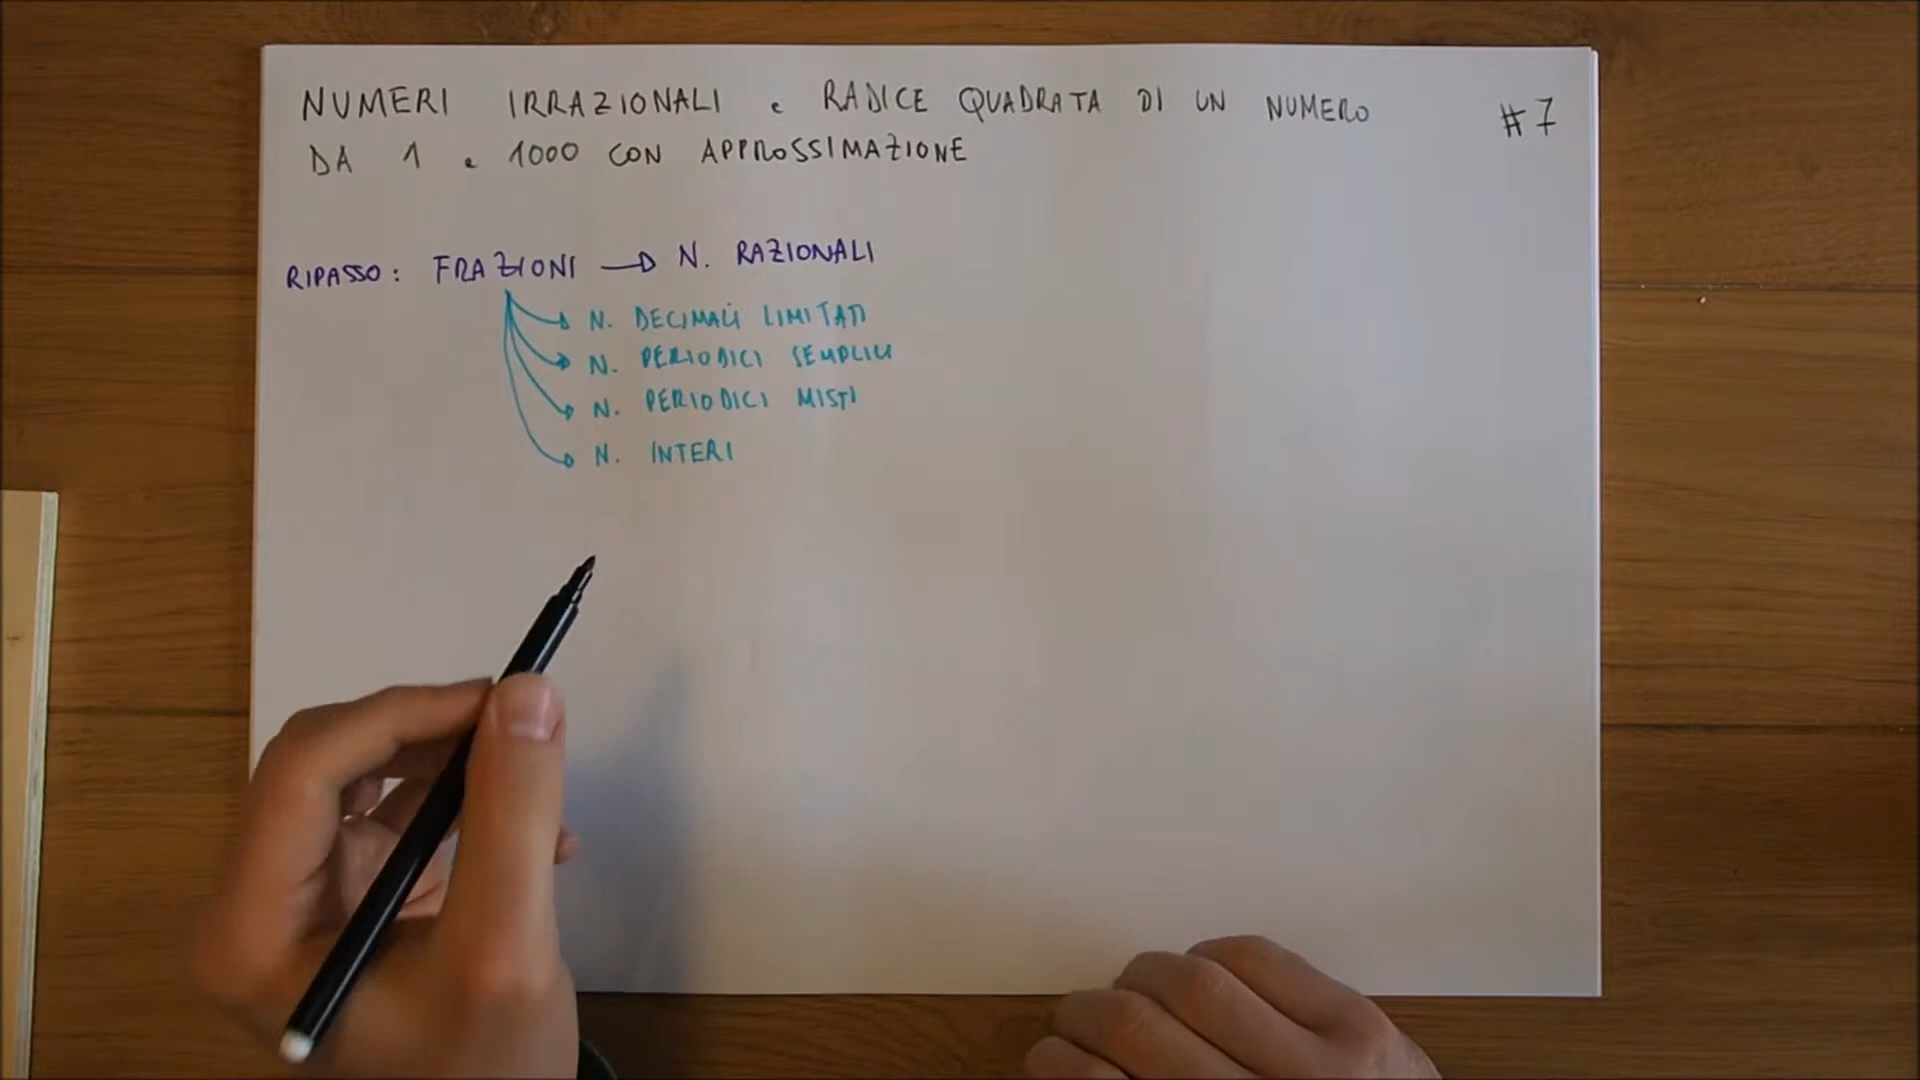 NUMERI IRRAZIONALI e RADICE QUADRATA DI UN NUMERO #7
DA 1 e 1000 CON APPROSSIMAZIONE
RIPASSO: FRAZIONI → N. RAZIONALI
N. DECIMALI LIMITATI
N. PERIODICI SEMPLICI
N. PERIODICI MISTI
N. INTERI